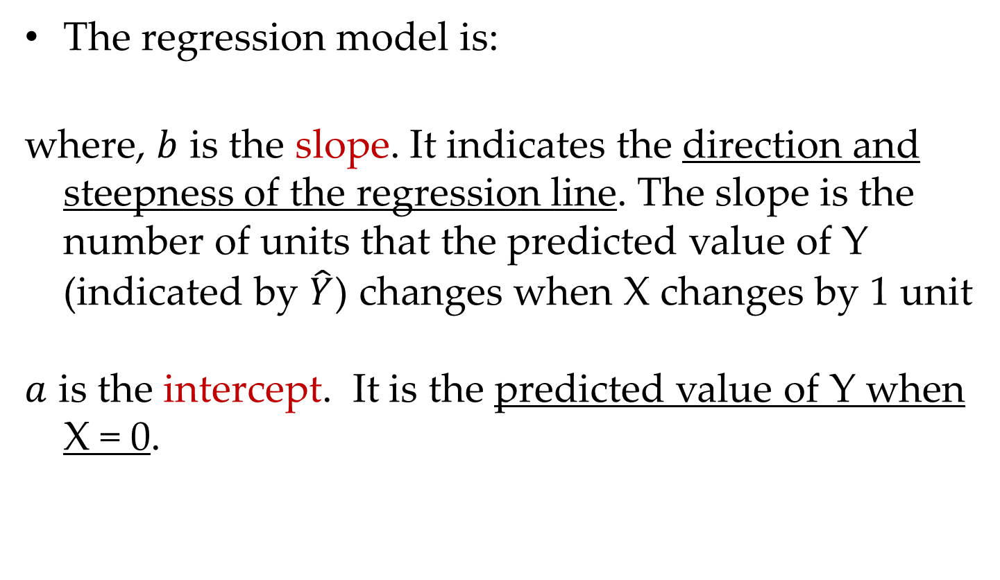 • The regression model is:
where, b is the slope. It indicates the direction and
steepness of the regression line. The slope is the
number of units that the predicted value of Y
(indicated by Ŷ) changes when X changes by 1 unit
a is the intercept.  It is the predicted value of Y when
X = 0.